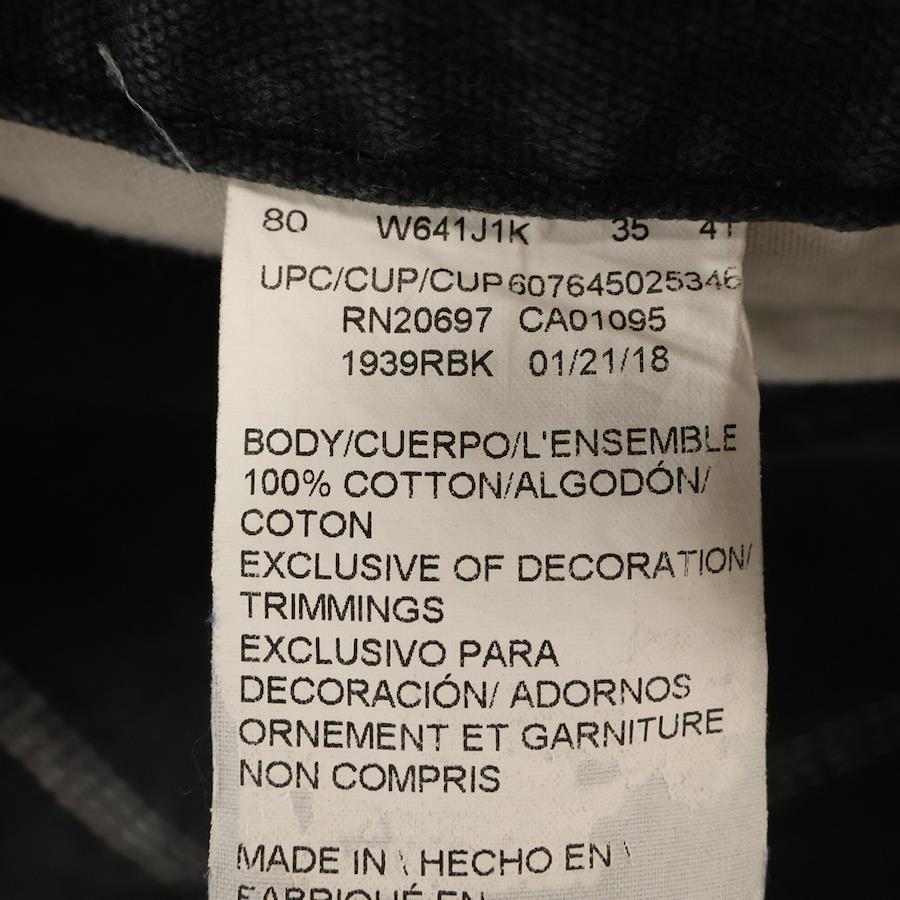 80 W641J1K 35 41
UPC/CUP/CUP 607645025346
RN20697 CA01095
1939RBK 01/21/18
BODY/CUERPO/L'ENSEMBLE
100% COTTON/ALGODÓN/
COTON
EXCLUSIVE OF DECORATION/
TRIMMINGS
EXCLUSIVO PARA
DECORACIÓN/ ADORNOS
ORNEMENT ET GARNITURE
NON COMPRIS
MADE IN \ HECHO EN \
FABRIQUÉ EN